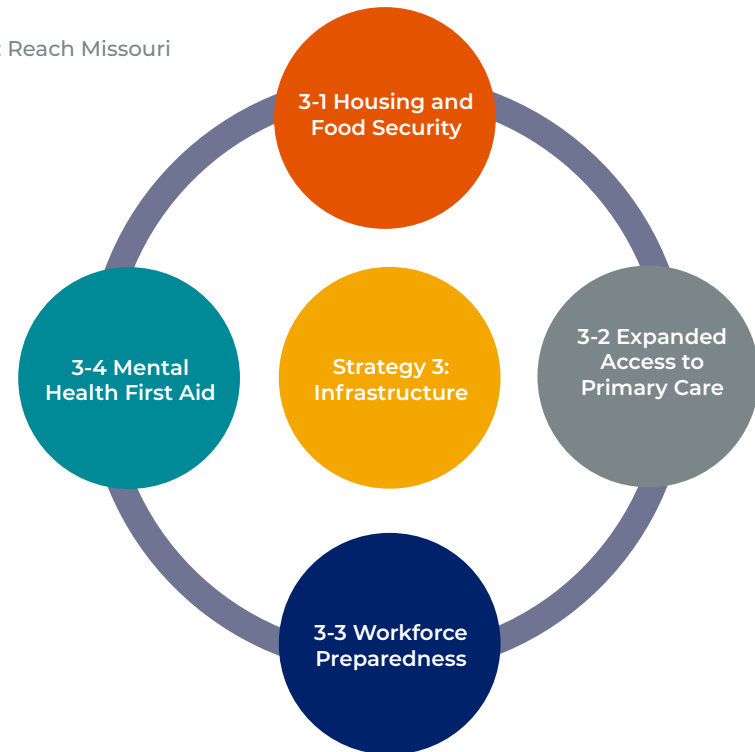 : Reach Missouri
3-1 Housing and
Food Security
3-2 Expanded
Access to
Primary Care
3-4 Mental
Health First Aid
Strategy 3:
Infrastructure
3-3 Workforce
Preparedness